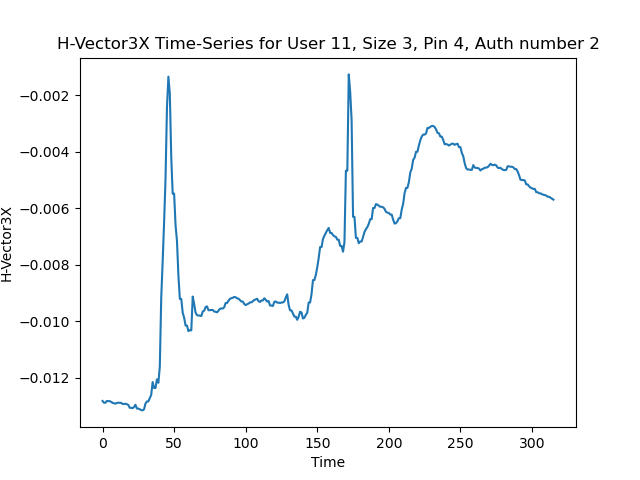 H-Vector3X Time-Series for User 11, Size 3, Pin 4, Auth number 2
−0.002
−0.004
−0.006
−0.008
−0.010
−0.012
H-Vector3X
0 50 100 150 200 250 300
Time